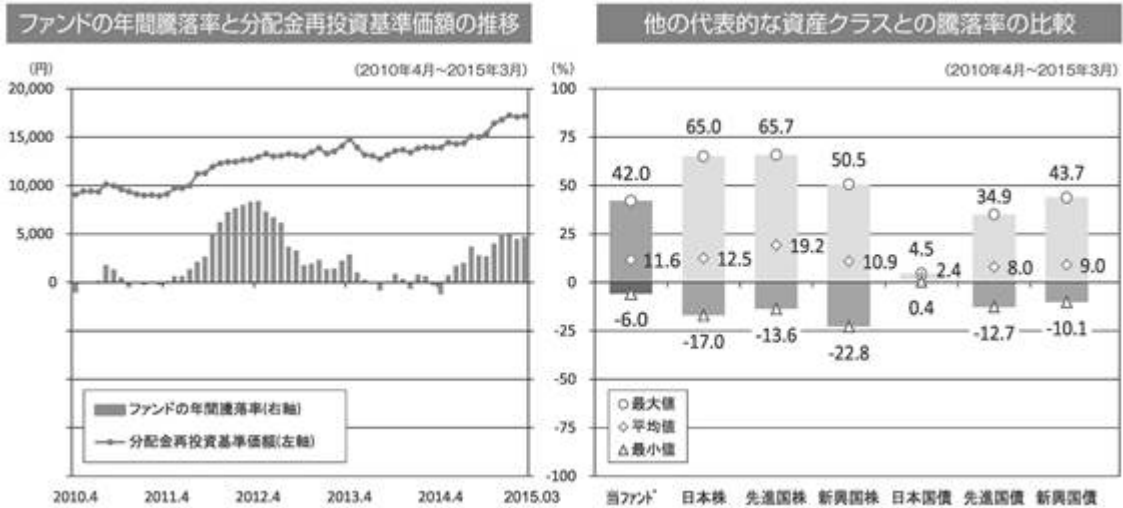 ファンドの年間騰落率と分配金再投資基準価額の推移
(円)
(2010年4月～2015年3月)
(%)
20,000
15,000
10,000
5,000
0
100
75
50
25
0
-25
-50
-75
-100
ファンドの年間騰落率(右軸)
分配金再投資基準価額(左軸)
2010.4
2011.4
2012.4
2013.4
2014.4
2015.03
他の代表的な資産クラスとの騰落率の比較
(2010年4月～2015年3月)
42.0
65.0
65.7
50.5
4.5
34.9
43.7
11.6
12.5
19.2
10.9
2.4
8.0
9.0
-6.0
-17.0
-13.6
-22.8
0.4
-12.7
-10.1
最大値
平均値
最小値
当ファンド
日本株
先進国株
新興国株
日本国債
先進国債
新興国債